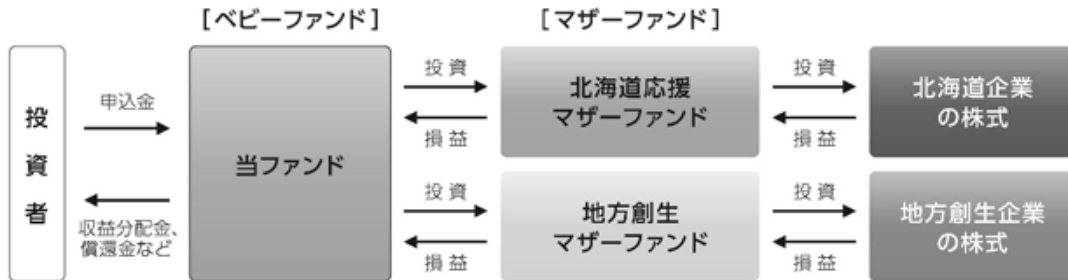 [ベビーファンド]
[マザーファンド]
投資者
申込金
収益分配金、
償還金など
当ファンド
投資
損益
北海道応援
マザーファンド
投資
損益
北海道企業
の株式
投資
損益
地方創生
マザーファンド
投資
損益
地方創生企業
の株式